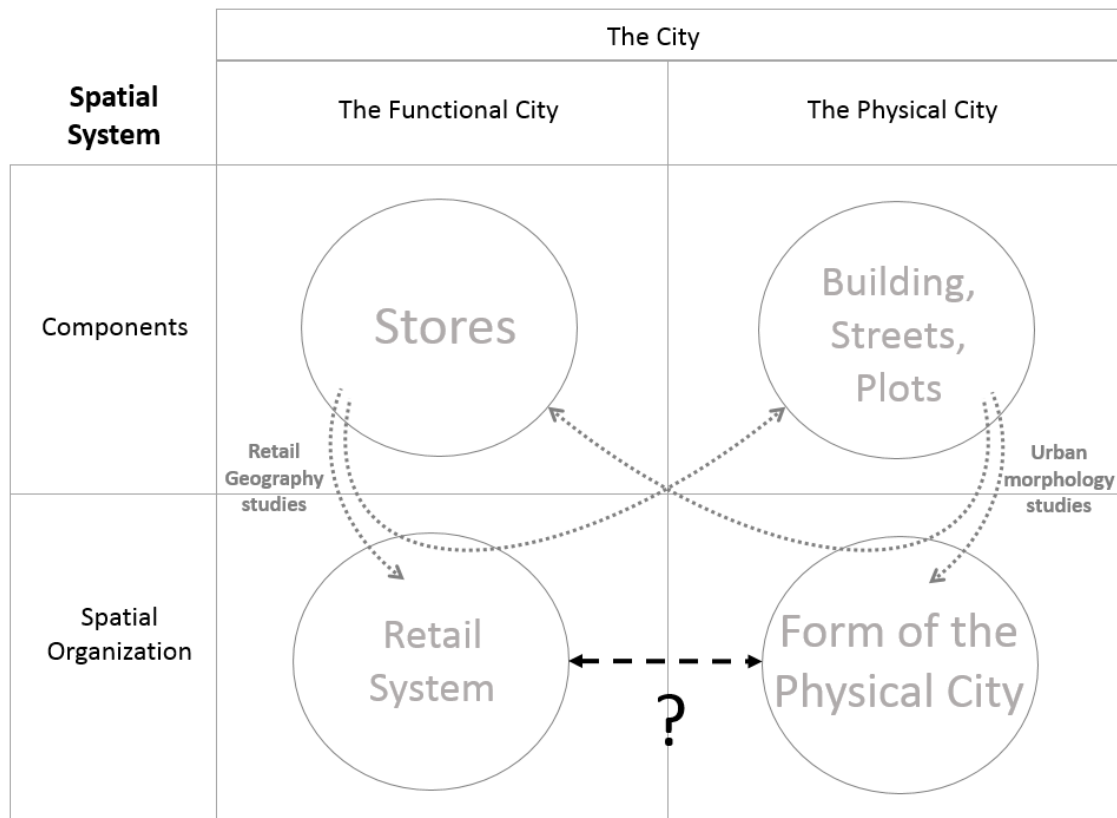 The City
Spatial
System
The Functional City
The Physical City
Components
Stores
Building,
Streets,
Plots
Retail
Geography
studies
Urban
morphology
studies
Spatial
Organization
Retail
System
Form of the
Physical City
?